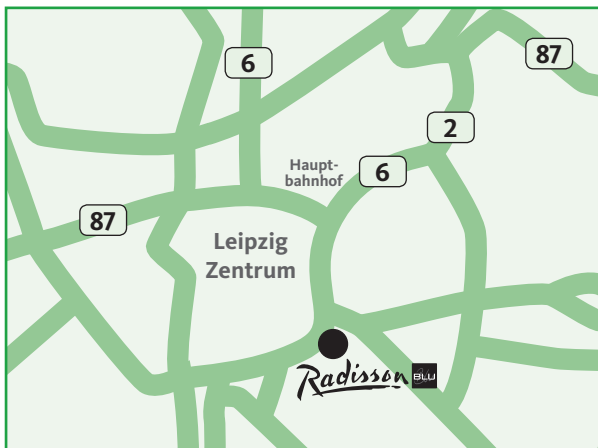 6
87
2
Haupt-
bahnhof
6
87
Leipzig
Zentrum
Radisson BLU